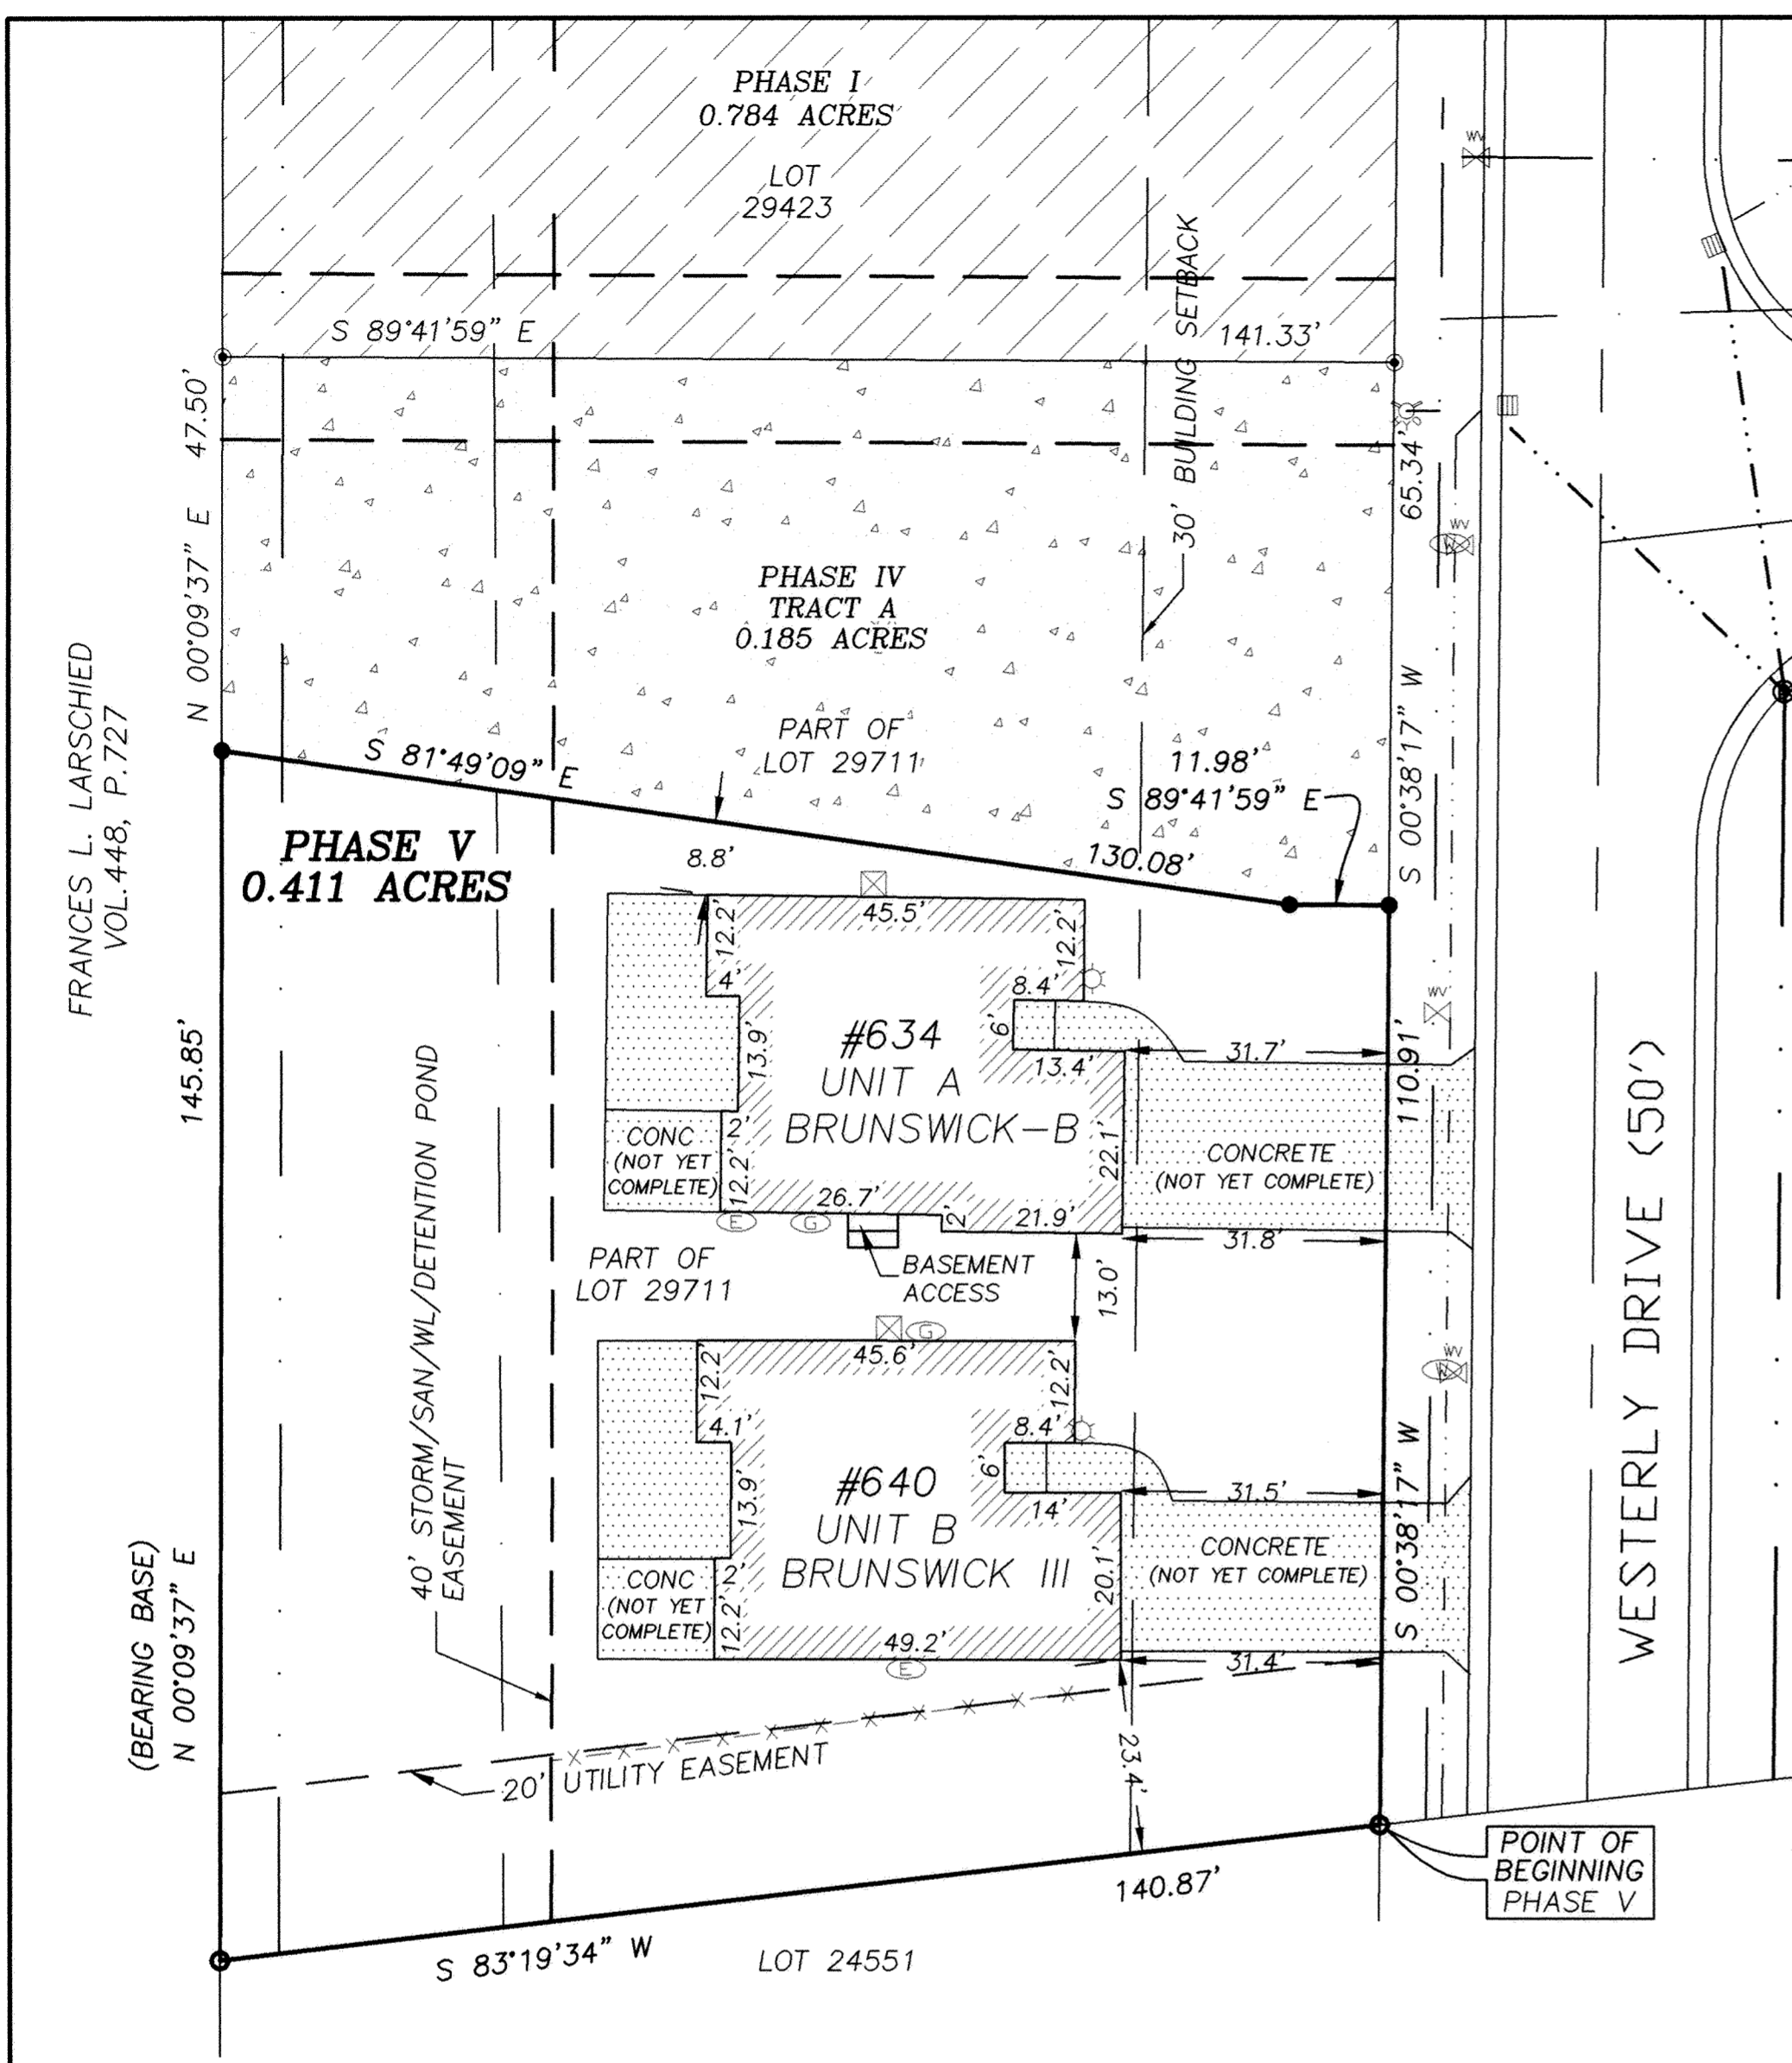 PHASE I
0.784 ACRES
LOT
29423
WV
S 89°41'59" E
141.33'
30' BUILDING SETBACK
N 00°09'37" E 47.50'
65.34'
WV
W
PHASE IV
TRACT A
0.185 ACRES
FRANCES L. LARSCHIED
VOL.448, P.727
PART OF
LOT 29711
S 81°49'09" E
11.98'
S 89°41'59" E
130.08'
S 00°38'17" W
PHASE V
0.411 ACRES
8.8'
45.5'
12.2'
12.2'
4'
8.4'
6'
13.9'
13.4'
31.7'
WV
110.91'
#634
UNIT A
BRUNSWICK-B
145.85'
CONC
(NOT YET
COMPLETE)
2'
12.2'
22.1'
CONCRETE
(NOT YET COMPLETE)
26.7'
2'
21.9'
31.8'
E
G
PART OF
LOT 29711
BASEMENT
ACCESS
13.0'
40' STORM/SAN/WL/DETENTION POND
EASEMENT
WESTERLY DRIVE (50')
G
45.6'
12.2'
12.2'
WV
W
4.1'
8.4'
6'
13.9'
14'
31.5'
#640
UNIT B
BRUNSWICK III
S 00°38'17" W
CONC
(NOT YET
COMPLETE)
2'
12.2'
20.1'
CONCRETE
(NOT YET COMPLETE)
49.2'
E
31.4'
(BEARING BASE)
N 00°09'37" E
20' UTILITY EASEMENT
23.4'
POINT OF
BEGINNING
PHASE V
140.87'
S 83°19'34" W
LOT 24551